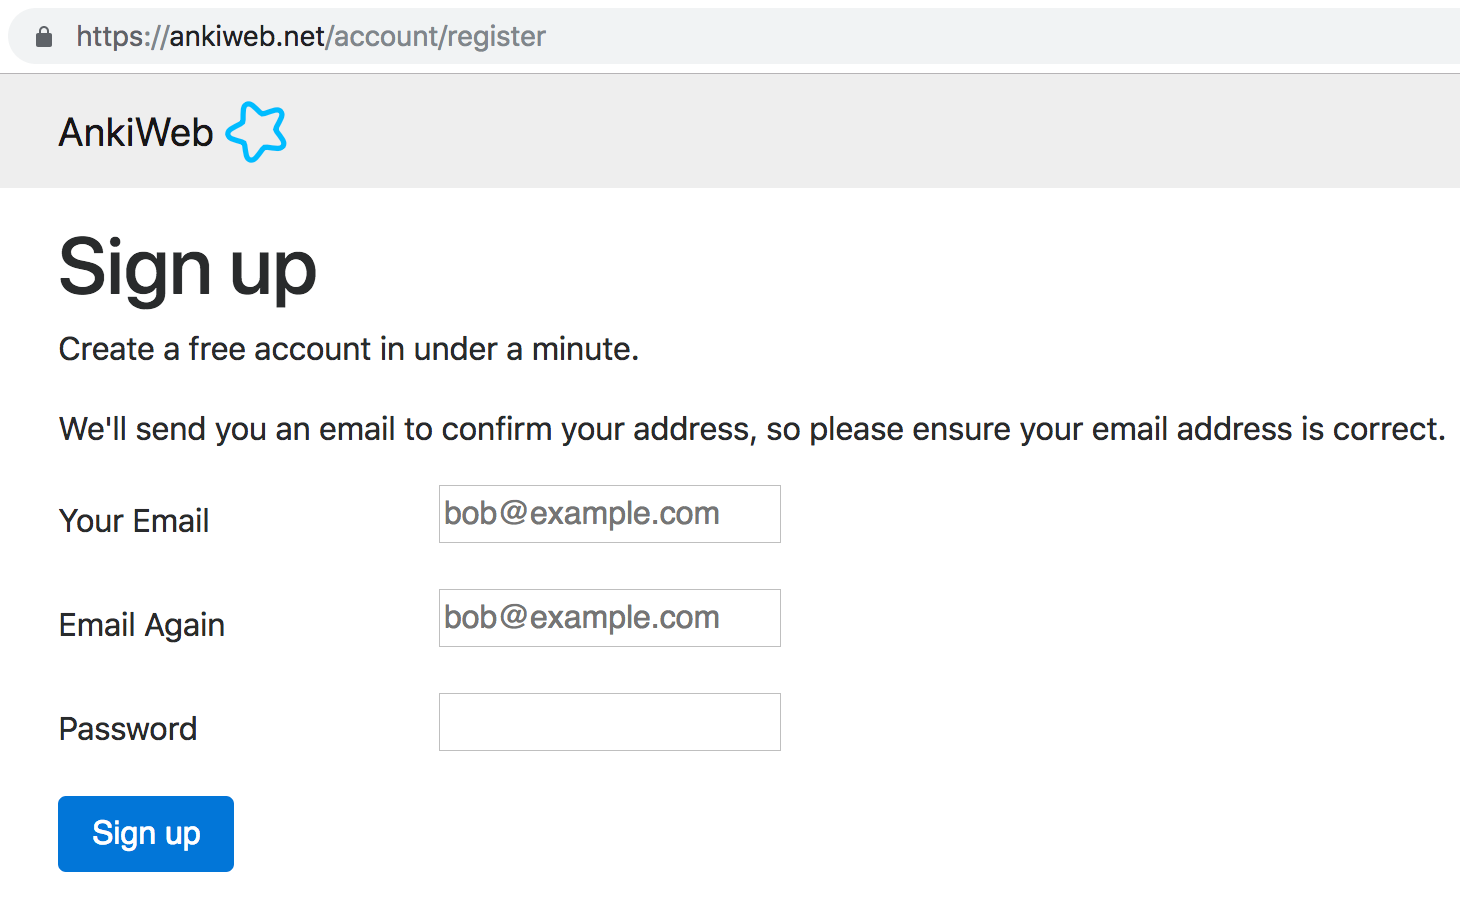 https://ankiweb.net/account/register
AnkiWeb
Sign up
Create a free account in under a minute.
We'll send you an email to confirm your address, so please ensure your email address is correct.
Your Email bob@example.com
Email Again bob@example.com
Password
Sign up